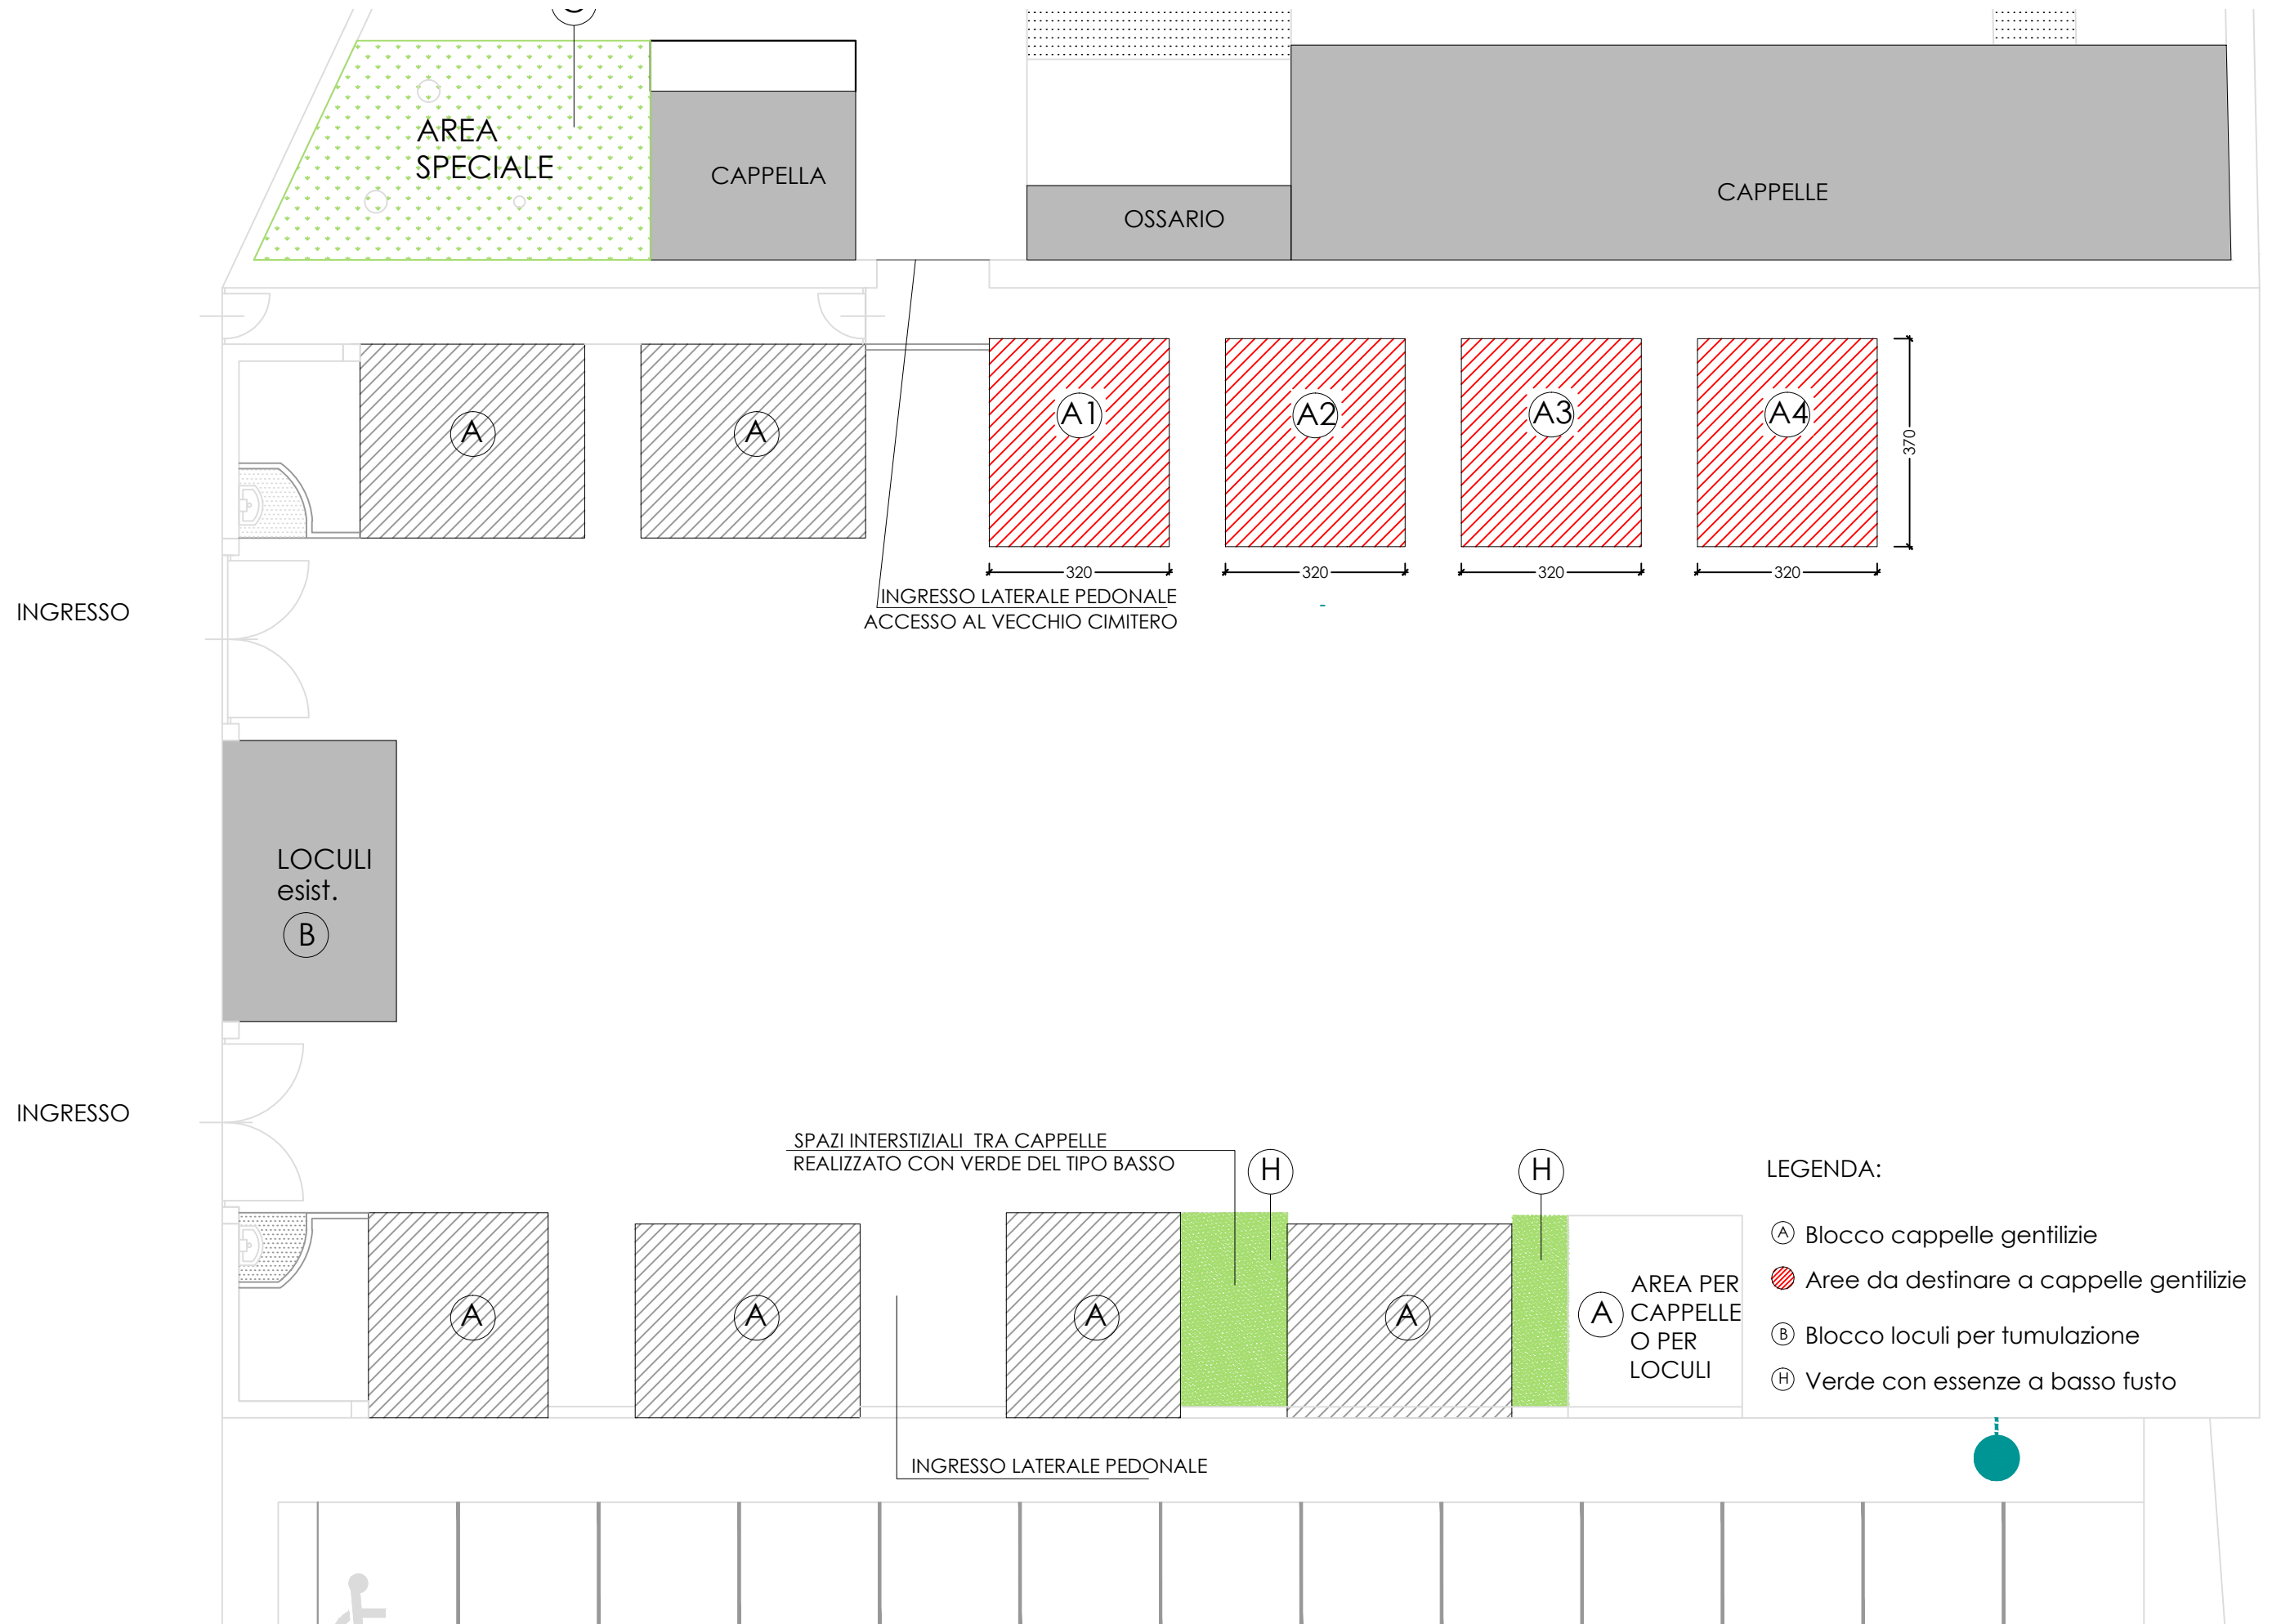 AREA
SPECIALE
CAPPELLA
OSSARIO
CAPPELLE
A
A
A1
A2
A3
A4
370
320
320
320
320
INGRESSO LATERALE PEDONALE
ACCESSO AL VECCHIO CIMITERO
INGRESSO
LOCULI
esist.
B
INGRESSO
SPAZI INTERSTIZIALI TRA CAPPELLE
REALIZZATO CON VERDE DEL TIPO BASSO
H
H
A
A
A
A
A
AREA PER
CAPPELLE
O PER
LOCULI
LEGENDA:
A Blocco cappelle gentilizie
Aree da destinare a cappelle gentilizie
B Blocco loculi per tumulazione
H Verde con essenze a basso fusto
INGRESSO LATERALE PEDONALE